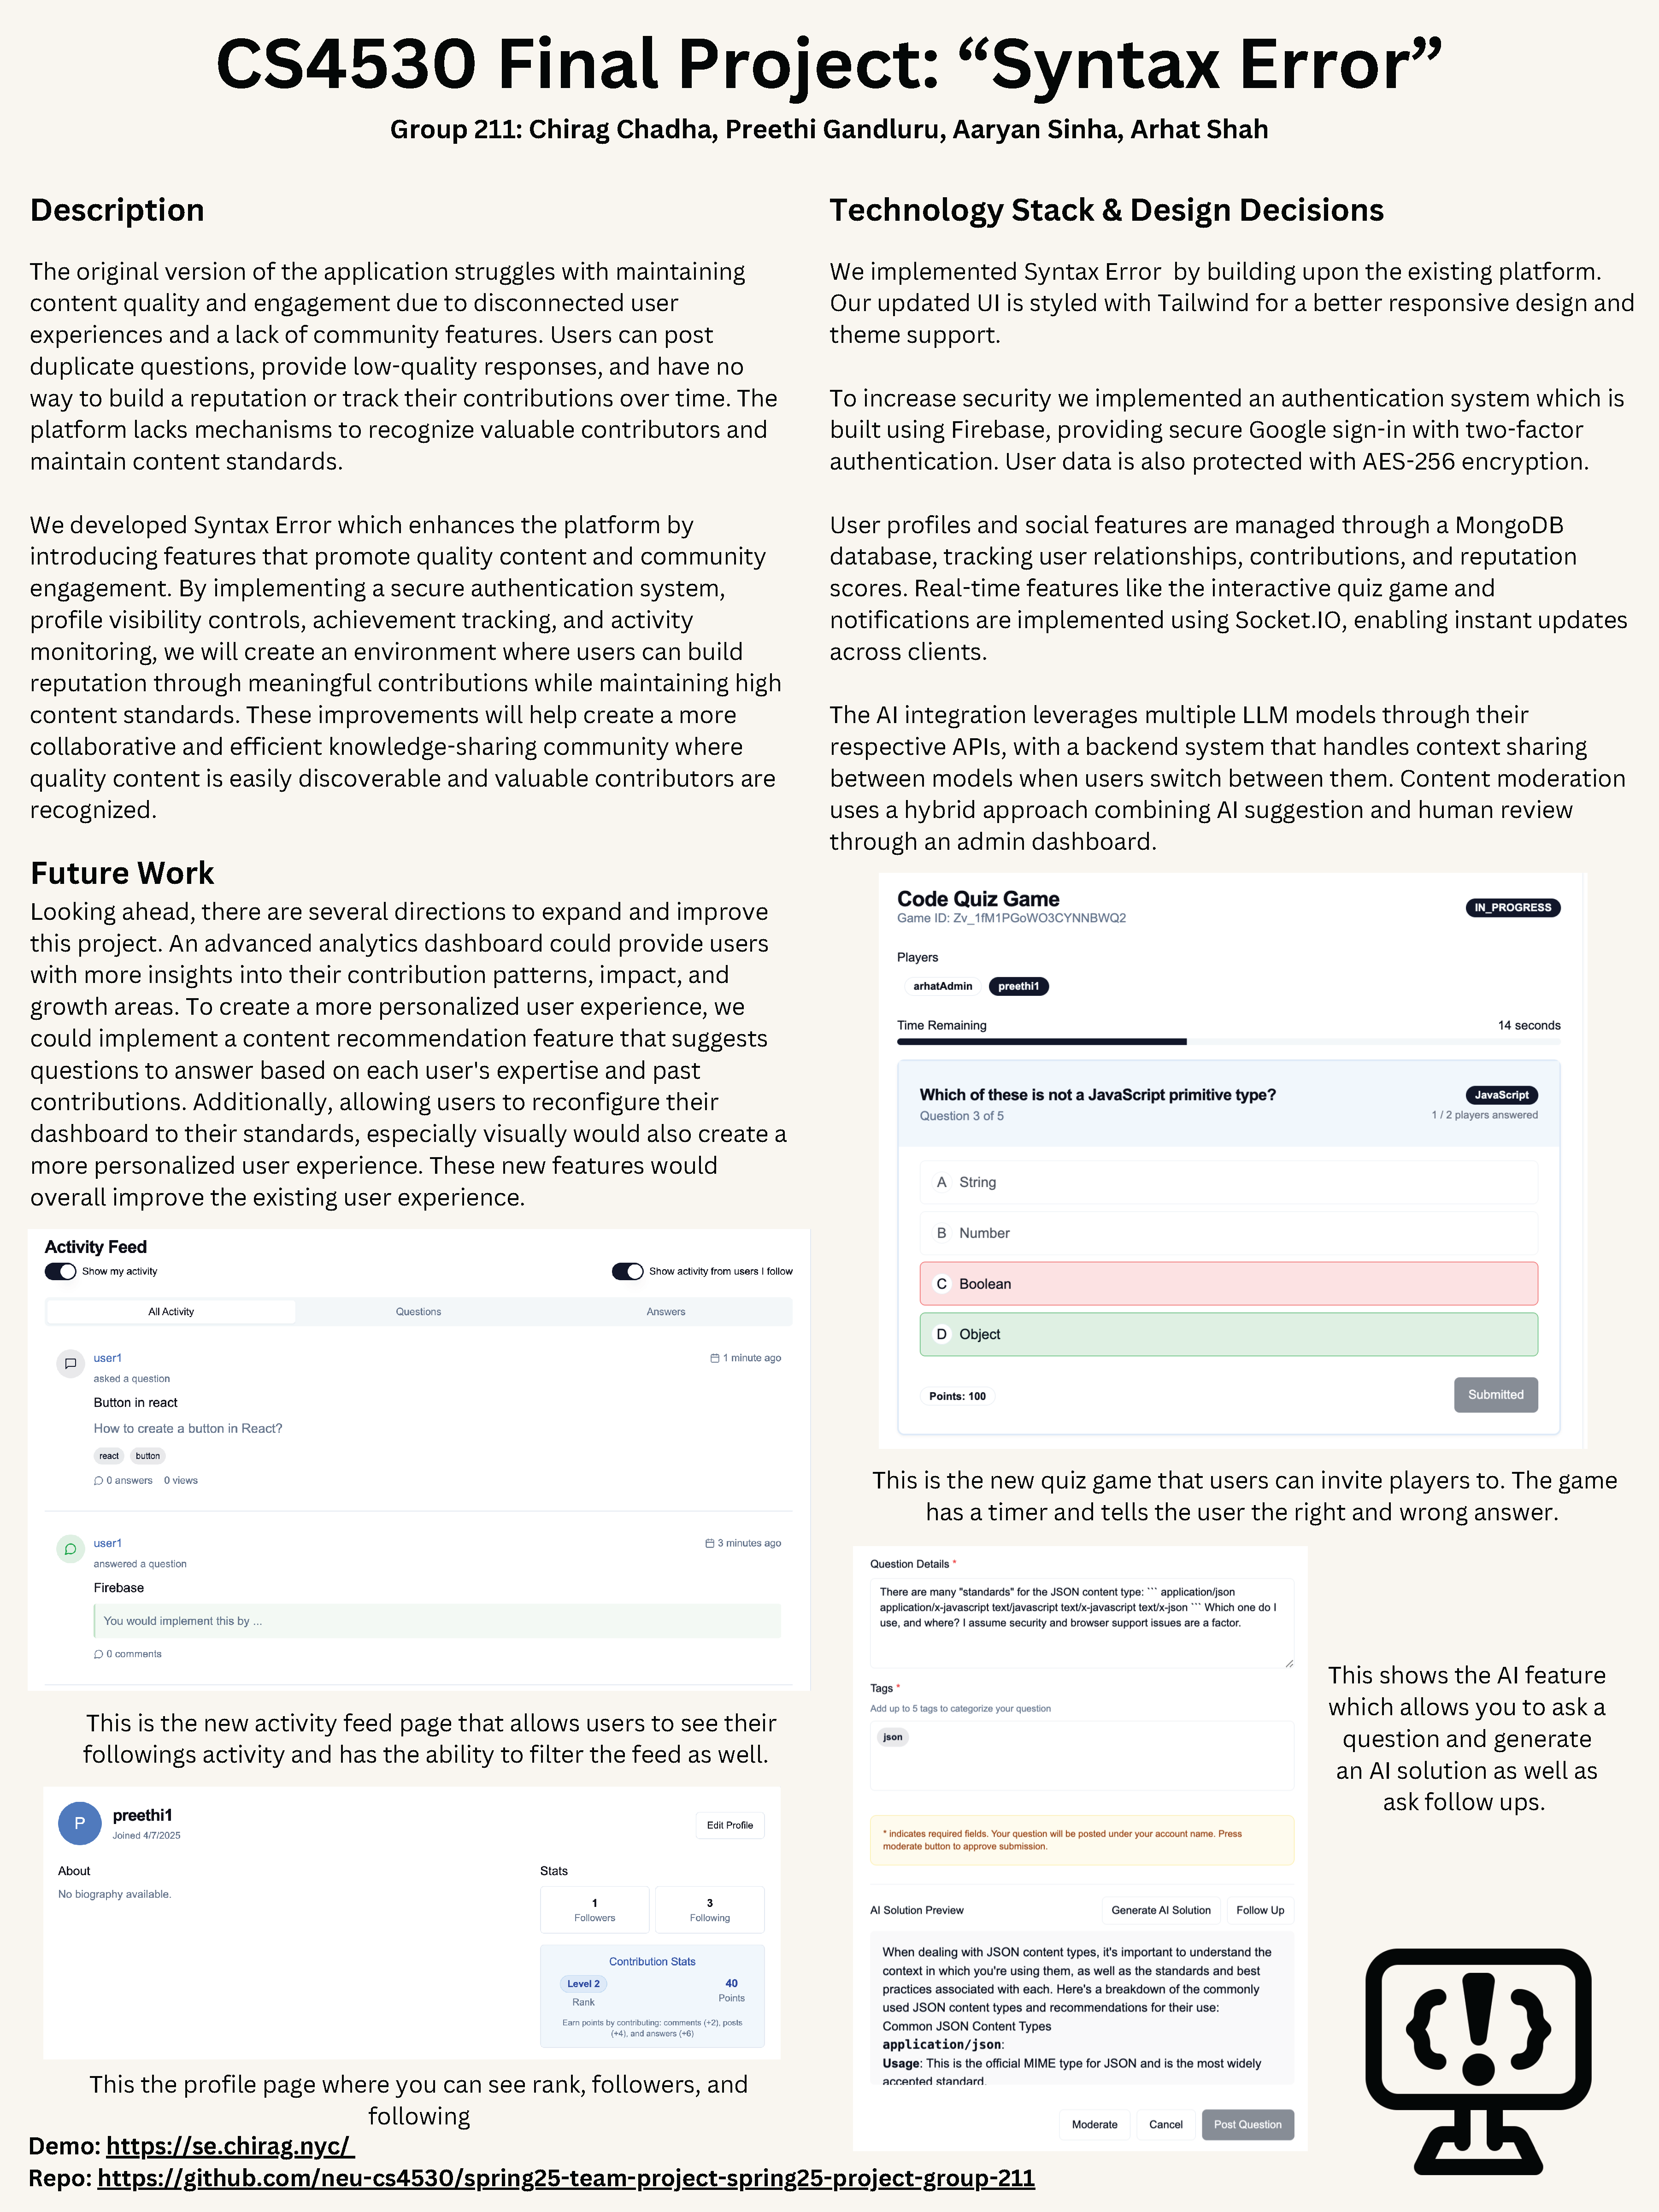 CS4530 Final Project: “Syntax Error”
Group 211: Chirag Chadha, Preethi Gandluru, Aaryan Sinha, Arhat Shah
Description
The original version of the application struggles with maintaining
content quality and engagement due to disconnected user
experiences and a lack of community features. Users can post
duplicate questions, provide low-quality responses, and have no
way to build a reputation or track their contributions over time. The
platform lacks mechanisms to recognize valuable contributors and
maintain content standards.
We developed Syntax Error which enhances the platform by
introducing features that promote quality content and community
engagement. By implementing a secure authentication system,
profile visibility controls, achievement tracking, and activity
monitoring, we will create an environment where users can build
reputation through meaningful contributions while maintaining high
content standards. These improvements will help create a more
collaborative and efficient knowledge-sharing community where
quality content is easily discoverable and valuable contributors are
recognized.
Future Work
Looking ahead, there are several directions to expand and improve
this project. An advanced analytics dashboard could provide users
with more insights into their contribution patterns, impact, and
growth areas. To create a more personalized user experience, we
could implement a content recommendation feature that suggests
questions to answer based on each user's expertise and past
contributions. Additionally, allowing users to reconfigure their
dashboard to their standards, especially visually would also create a
more personalized user experience. These new features would
overall improve the existing user experience.
Activity Feed
Show my activity
Show activity from users I follow
All Activity
Questions
Answers
user1
1 minute ago
asked a question
Button in react
How to create a button in React?
react
button
0 answers 0 views
user1
3 minutes ago
answered a question
Firebase
You would implement this by ...
0 comments
This is the new activity feed page that allows users to see their
followings activity and has the ability to filter the feed as well.
P
preethi1
Joined 4/7/2025
Edit Profile
About
No biography available.
Stats
1
Followers
3
Following
Contribution Stats
Level 2
Rank
40
Points
Earn points by contributing: comments (+2), posts
(+4), and answers (+6)
This the profile page where you can see rank, followers, and
following
Demo: https://se.chirag.nyc/
Repo: https://github.com/neu-cs4530/spring25-team-project-spring25-project-group-211
Technology Stack & Design Decisions
We implemented Syntax Error by building upon the existing platform.
Our updated UI is styled with Tailwind for a better responsive design and
theme support.
To increase security we implemented an authentication system which is
built using Firebase, providing secure Google sign-in with two-factor
authentication. User data is also protected with AES-256 encryption.
User profiles and social features are managed through a MongoDB
database, tracking user relationships, contributions, and reputation
scores. Real-time features like the interactive quiz game and
notifications are implemented using Socket.IO, enabling instant updates
across clients.
The AI integration leverages multiple LLM models through their
respective APIs, with a backend system that handles context sharing
between models when users switch between them. Content moderation
uses a hybrid approach combining AI suggestion and human review
through an admin dashboard.
Code Quiz Game
Game ID: Zv_1fM1PGoWO3CYNNBWQ2
IN_PROGRESS
Players
arhatAdmin
preethi1
Time Remaining
14 seconds
Which of these is not a JavaScript primitive type?
JavaScript
Question 3 of 5
1 / 2 players answered
A String
B Number
C Boolean
D Object
Points: 100
Submitted
This is the new quiz game that users can invite players to. The game
has a timer and tells the user the right and wrong answer.
Question Details *
There are many "standards" for the JSON content type: ``` application/json
application/x-javascript text/javascript text/x-javascript text/x-json ``` Which one do I
use, and where? I assume security and browser support issues are a factor.
Tags *
Add up to 5 tags to categorize your question
json
* indicates required fields. Your question will be posted under your account name. Press
moderate button to approve submission.
AI Solution Preview
Generate AI Solution
Follow Up
When dealing with JSON content types, it's important to understand the
context in which you're using them, as well as the standards and best
practices associated with each. Here's a breakdown of the commonly
used JSON content types and recommendations for their use:
Common JSON Content Types
application/json:
Usage: This is the official MIME type for JSON and is the most widely
accepted standard.
Moderate
Cancel
Post Question
This shows the AI feature
which allows you to ask a
question and generate
an AI solution as well as
ask follow ups.
{!}